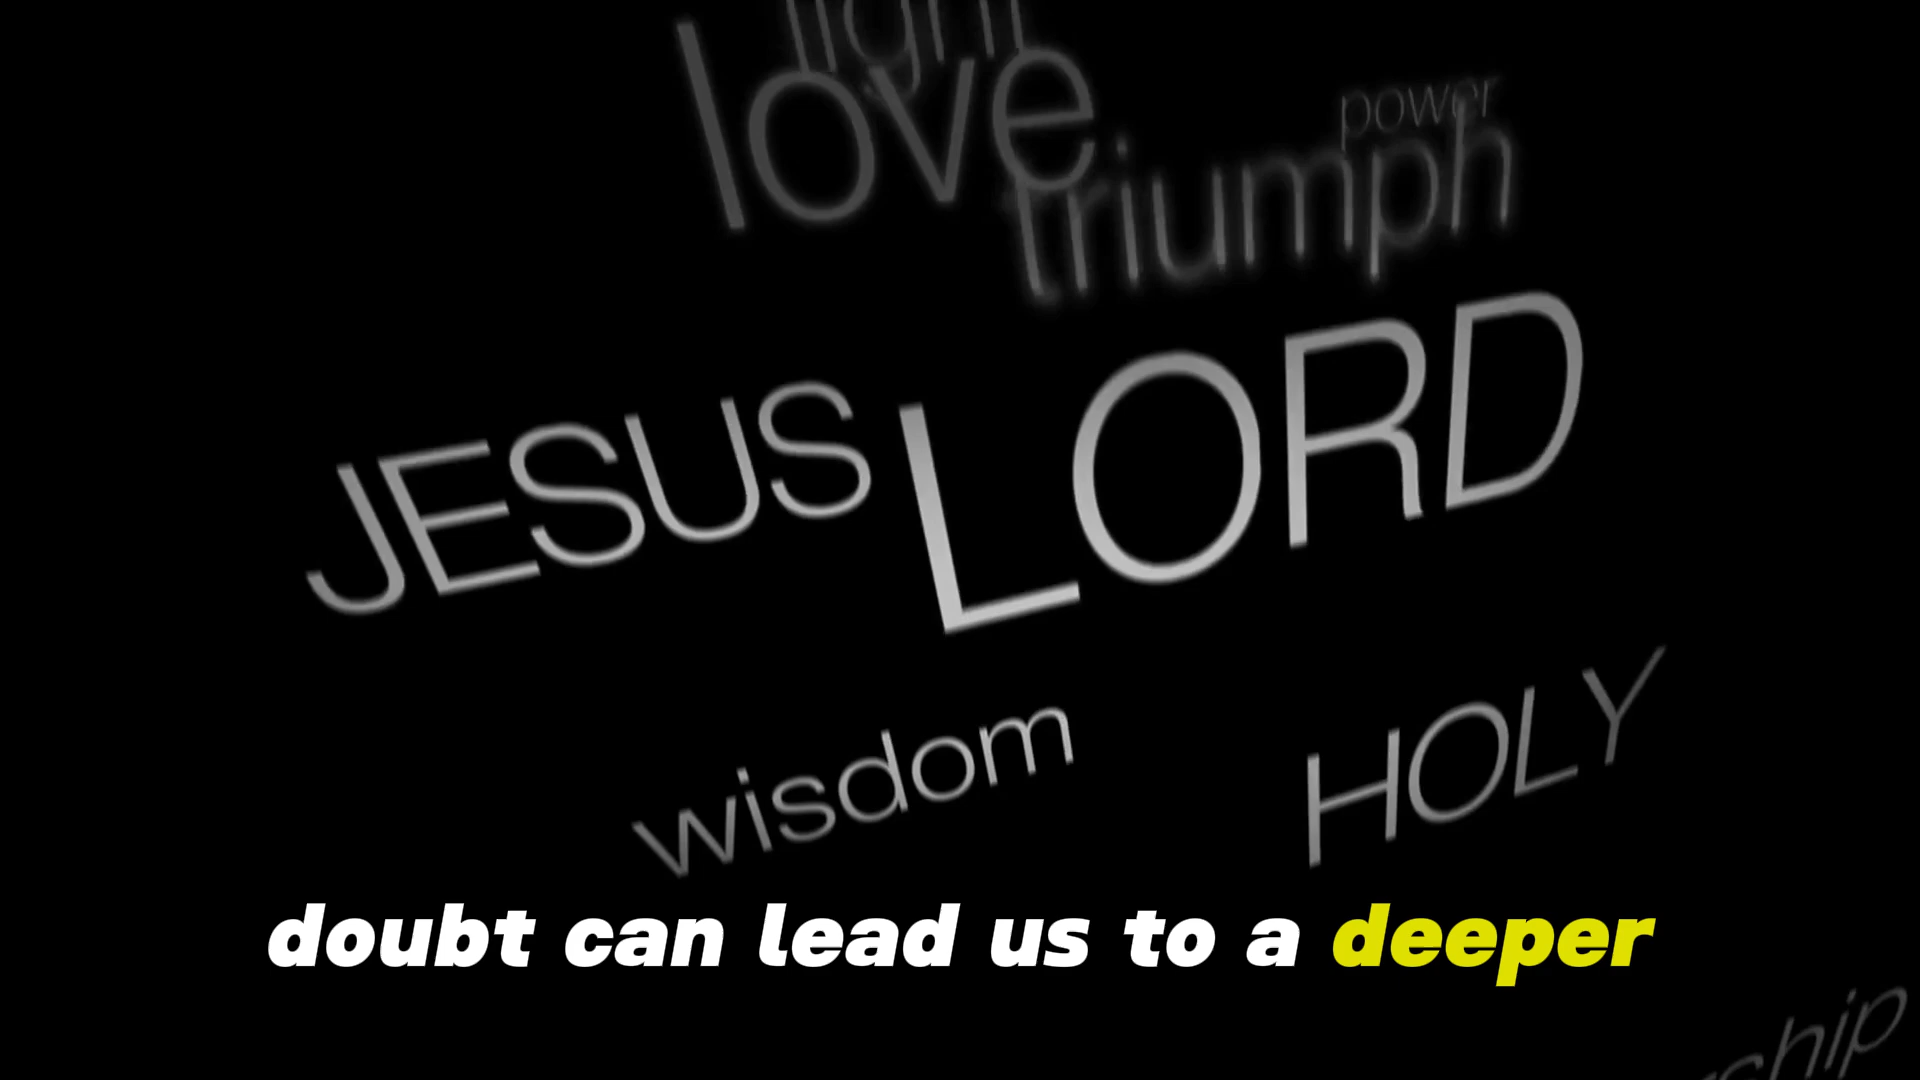 light
love
power
triumph
JESUS LORD
wisdom
HOLY
doubt can lead us to a deeper